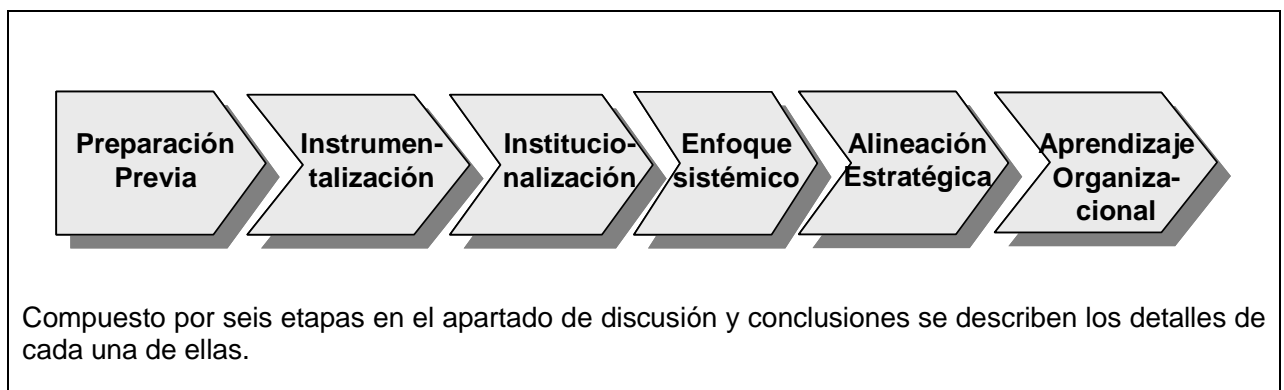 Preparación
Previa
Instrumen-
talización
Institucio-
nalización
Enfoque
sistémico
Alineación
Estratégica
Aprendizaje
Organiza-
cional
Compuesto por seis etapas en el apartado de discusión y conclusiones se describen los detalles de
cada una de ellas.